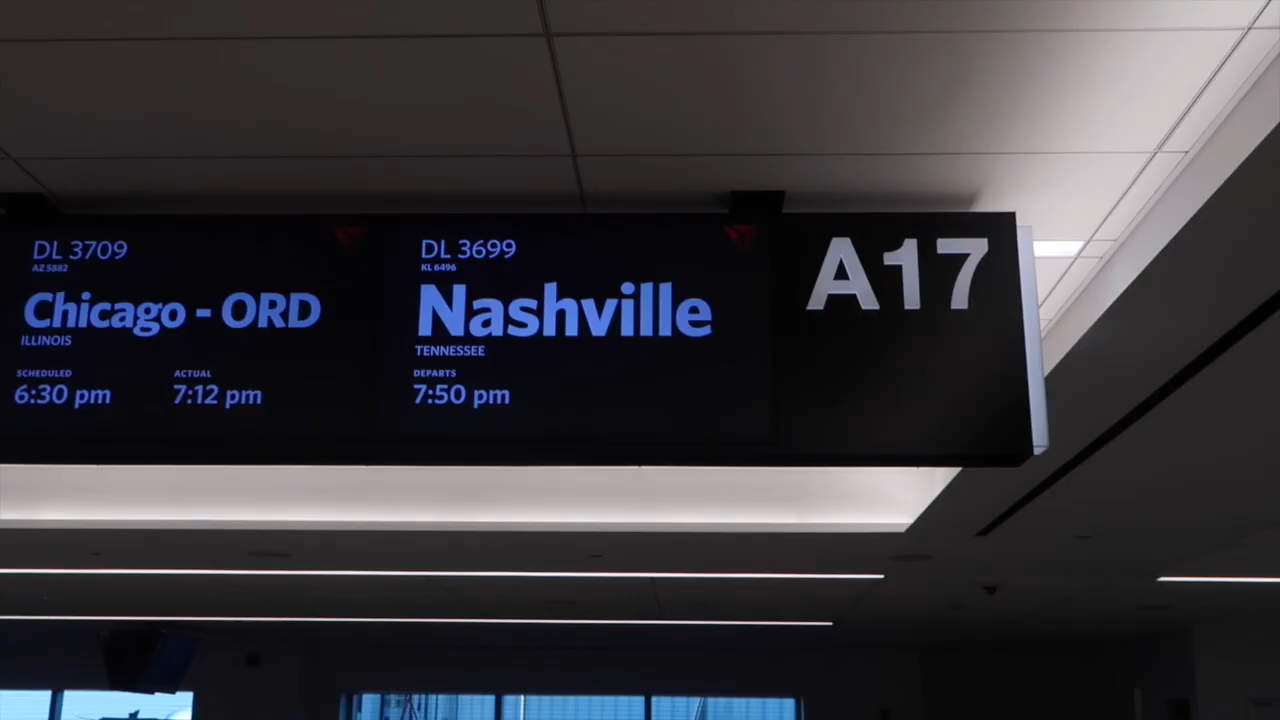 DL 3709
AZ 5882
Chicago - ORD
ILLINOIS
SCHEDULED ACTUAL
6:30 pm 7:12 pm
DL 3699
KL 6496
Nashville
TENNESSEE
DEPARTS
7:50 pm
A17